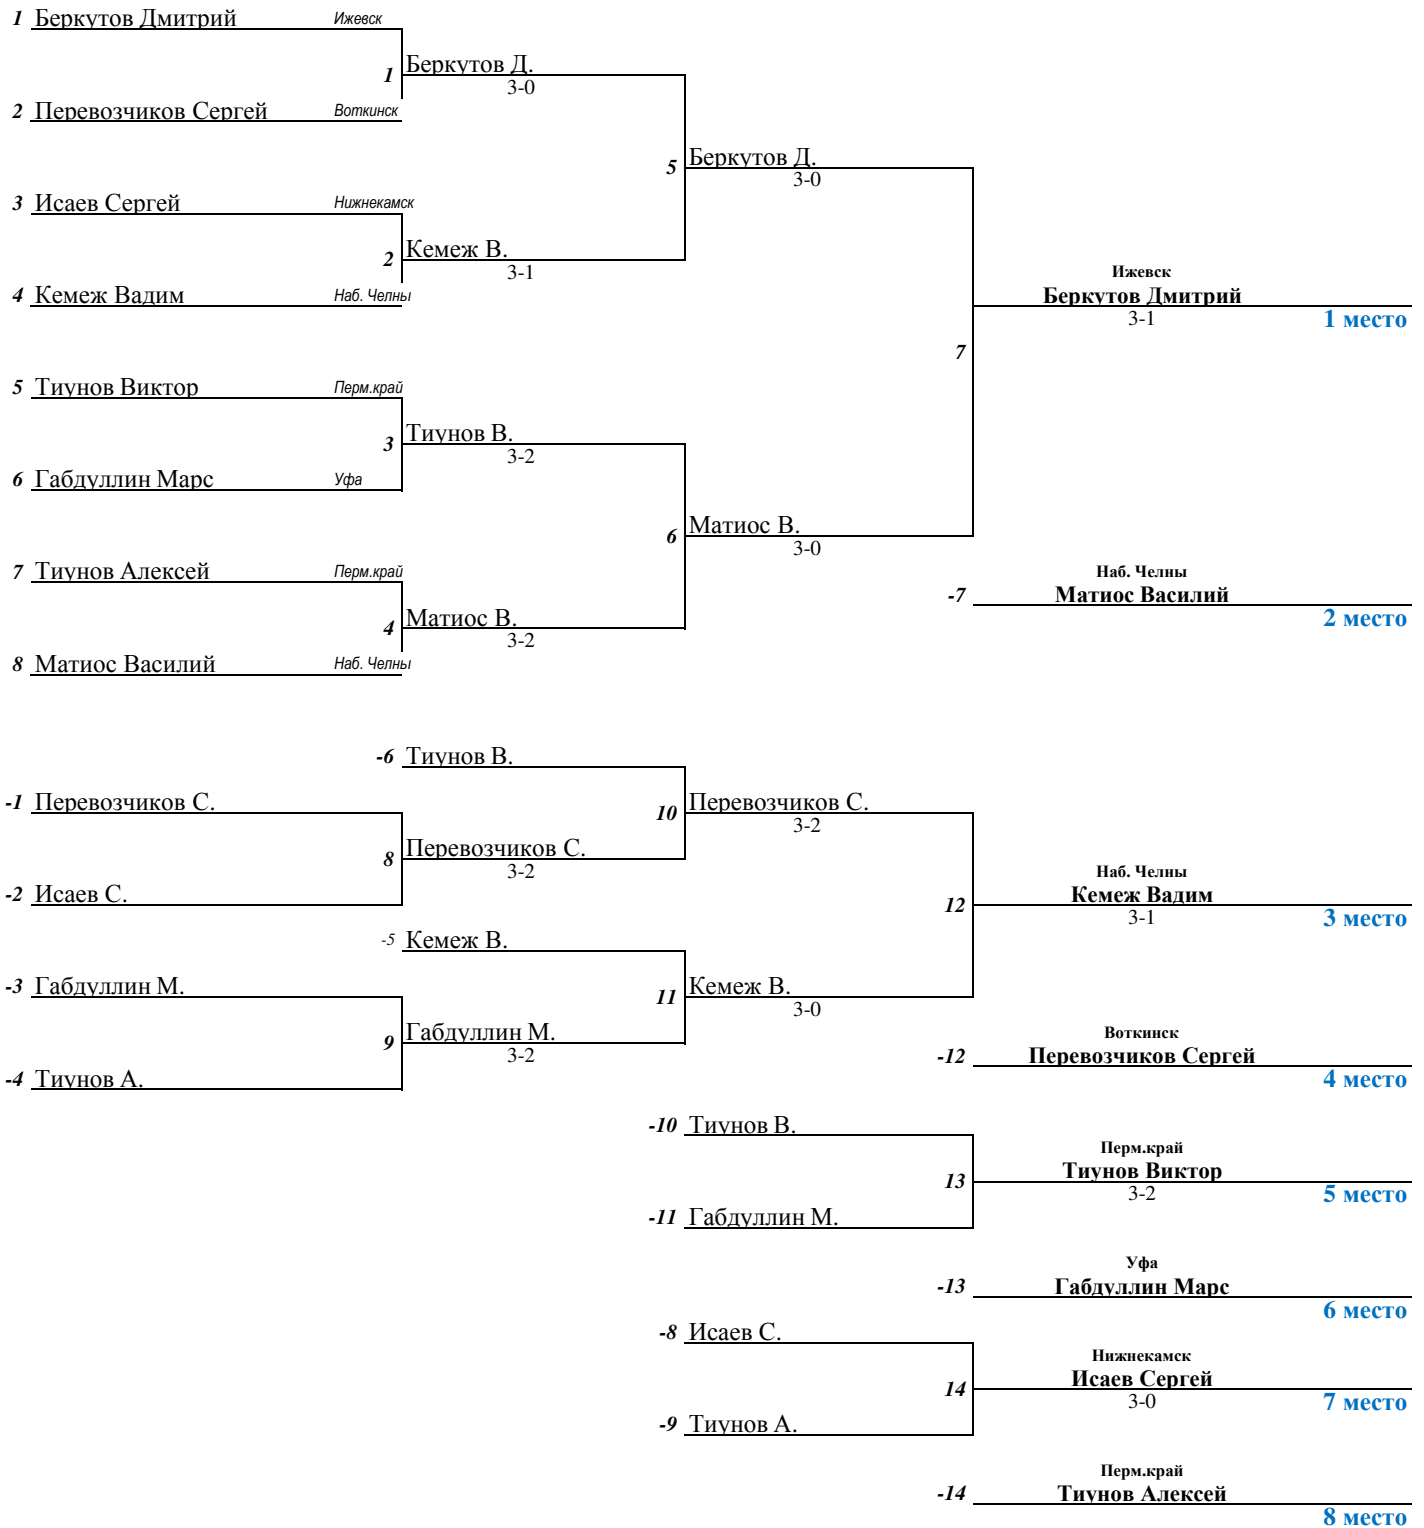 1 Беркутов Дмитрий Ижевск
1 Беркутов Д.
3-0
2 Перевозчиков Сергей Воткинск
5 Беркутов Д.
3-0
3 Исаев Сергей Нижнекамск
2 Кемеж В.
3-1
4 Кемеж Вадим Наб. Челны
Ижевск
Беркутов Дмитрий
3-1 1 место
7
5 Тиунов Виктор Перм.край
3 Тиунов В.
3-2
6 Габдуллин Марс Уфа
6 Матиос В.
3-0
7 Тиунов Алексей Перм.край
4 Матиос В.
3-2
8 Матиос Василий Наб. Челны
Наб. Челны
-7 Матиос Василий
2 место
-6 Тиунов В.
-1 Перевозчиков С.
10 Перевозчиков С.
3-2
8 Перевозчиков С.
3-2
-2 Исаев С.
Наб. Челны
12 Кемеж Вадим
3-1 3 место
-5 Кемеж В.
-3 Габдуллин М.
11 Кемеж В.
3-0
9 Габдуллин М.
3-2
-4 Тиунов А.
Воткинск
-12 Перевозчиков Сергей
4 место
-10 Тиунов В.
Перм.край
13 Тиунов Виктор
3-2 5 место
-11 Габдуллин М.
Уфа
-13 Габдуллин Марс
6 место
-8 Исаев С.
Нижнекамск
14 Исаев Сергей
3-0 7 место
-9 Тиунов А.
Перм.край
-14 Тиунов Алексей
8 место